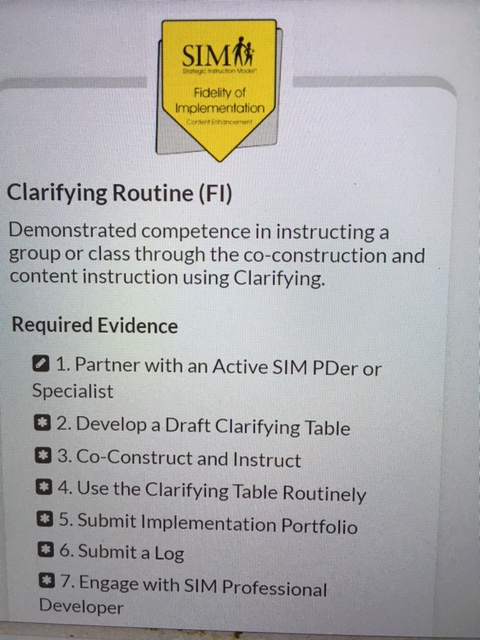 SIM
Strategic Instruction Model™
Fidelity of
Implementation
Content Enhancement
Clarifying Routine (FI)
Demonstrated competence in instructing a
group or class through the co-construction and
content instruction using Clarifying.
Required Evidence
1. Partner with an Active SIM PDer or
Specialist
2. Develop a Draft Clarifying Table
3. Co-Construct and Instruct
4. Use the Clarifying Table Routinely
5. Submit Implementation Portfolio
6. Submit a Log
7. Engage with SIM Professional
Developer